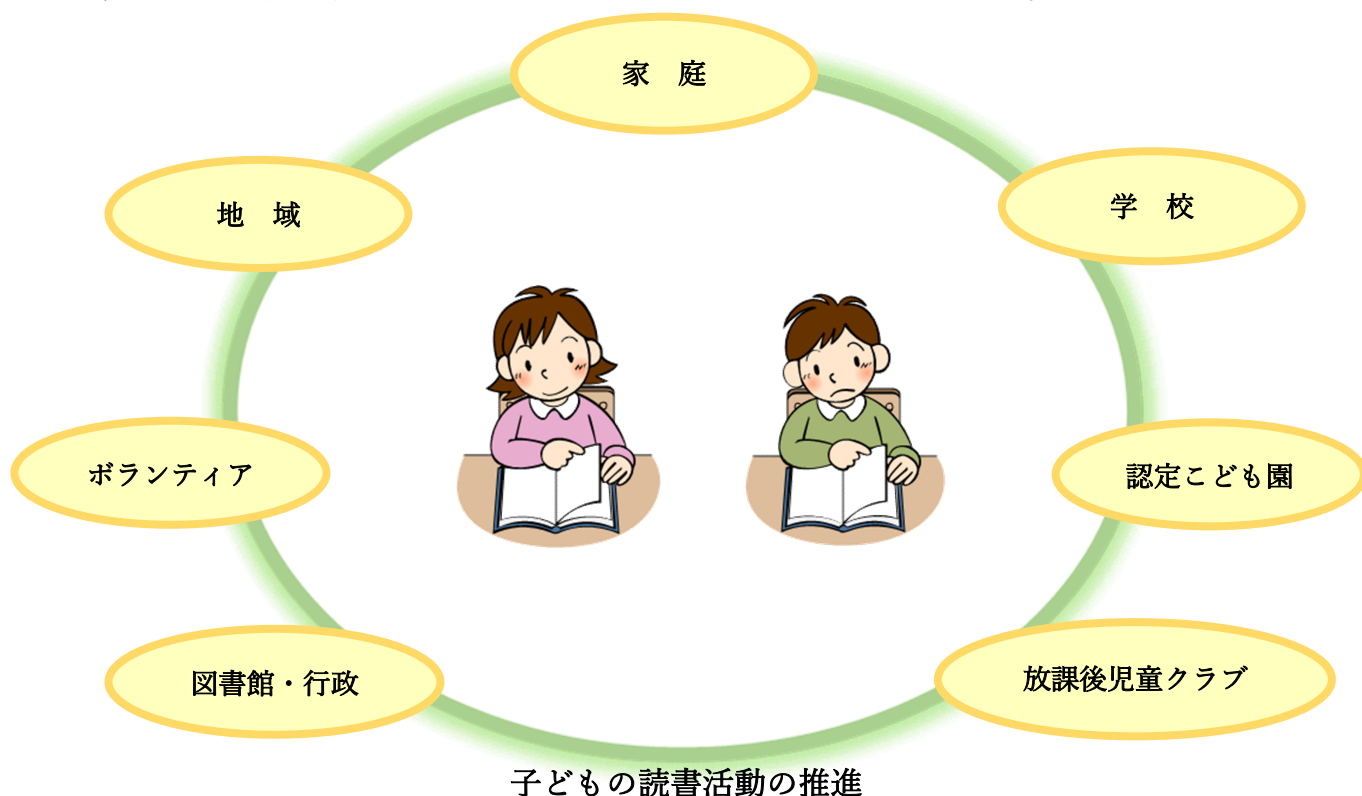 家　庭
地　域
学　校
ボランティア
認定こども園
図書館・行政
放課後児童クラブ
子どもの読書活動の推進